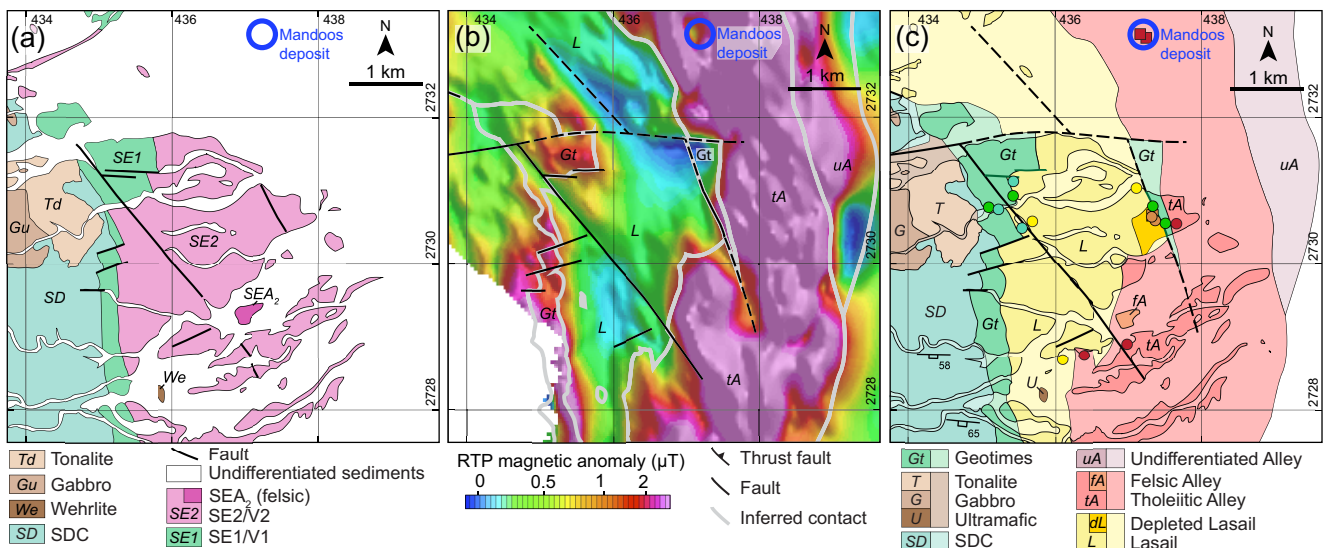 (a)
434
436
438
Mandoos
deposit
N
1 km
2732
SE1
Td
Gu
SE2
2730
SD
SEA2
We
2728
Td Tonalite
Gu Gabbro
We Wehrlite
SD SDC
Fault
Undifferentiated sediments
SEA2 (felsic)
SE2 SE2/V2
SE1 SE1/V1
(b)
434
436
438
L
Mandoos
deposit
N
1 km
2732
Gt
Gt
uA
tA
L
2730
Gt
L
tA
2728
RTP magnetic anomaly (µT)
0 0.5 1 2
Thrust fault
Fault
Inferred contact
(c)
434
436
438
Mandoos
deposit
N
1 km
2732
Gt
Gt
uA
T
tA
G
L
2730
SD
fA
Gt
L
tA
58
U
2728
65
Gt Geotimes
T Tonalite
G Gabbro
U Ultramafic
SD SDC
uA Undifferentiated Alley
fA Felsic Alley
tA Tholeiitic Alley
dL Depleted Lasail
L Lasail